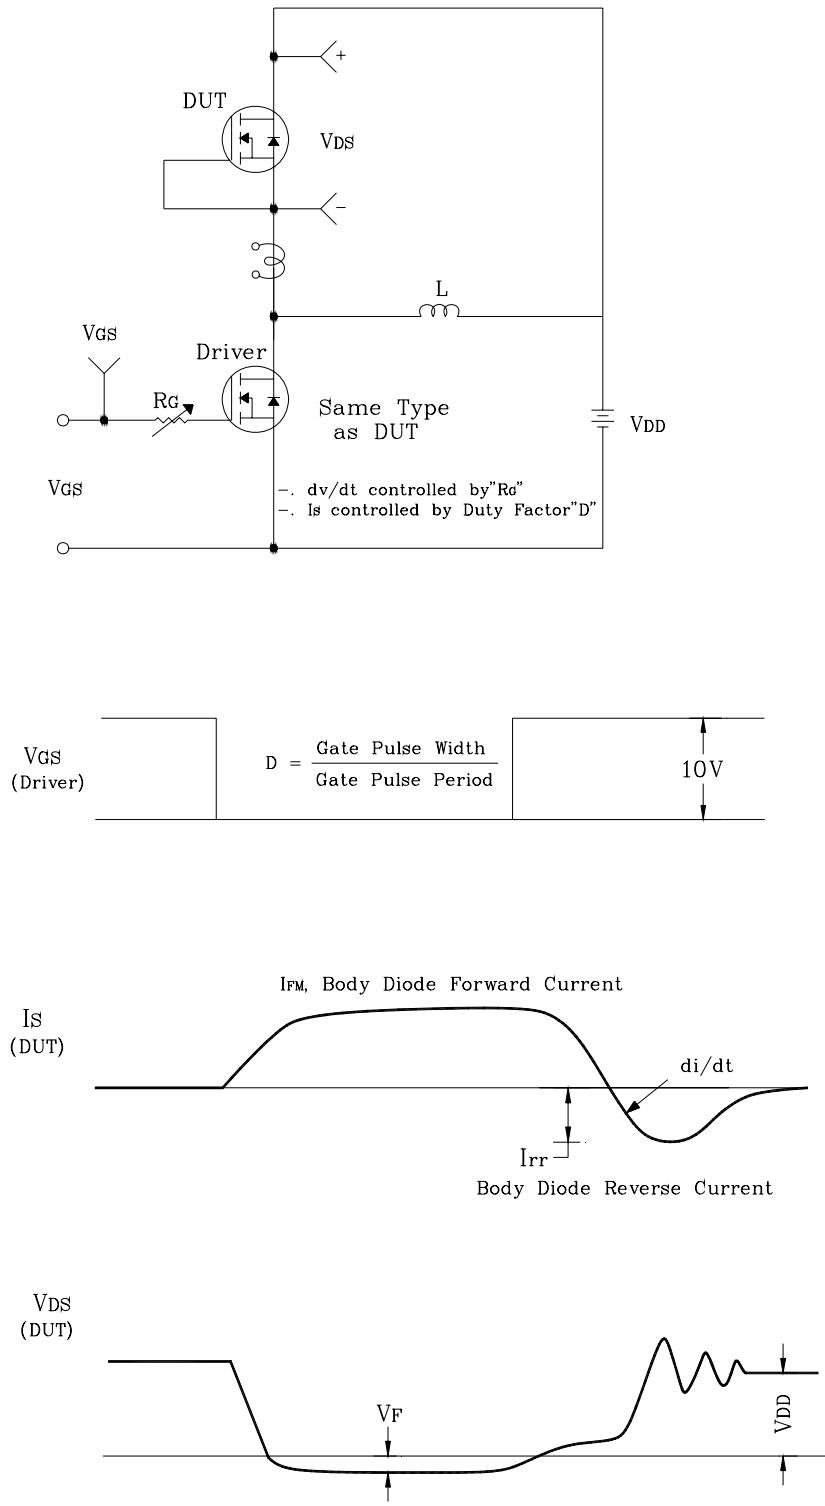 +
DUT
VDS
-
L
VGS
Driver
RG
Same Type
as DUT
VDD
VGS
-. dv/dt controlled by"RG"
-. Is controlled by Duty Factor"D"
VGS
(Driver)
D = Gate Pulse Width
Gate Pulse Period
10V
IFM, Body Diode Forward Current
IS
(DUT)
di/dt
Irr
Body Diode Reverse Current
VDS
(DUT)
VF
VDD